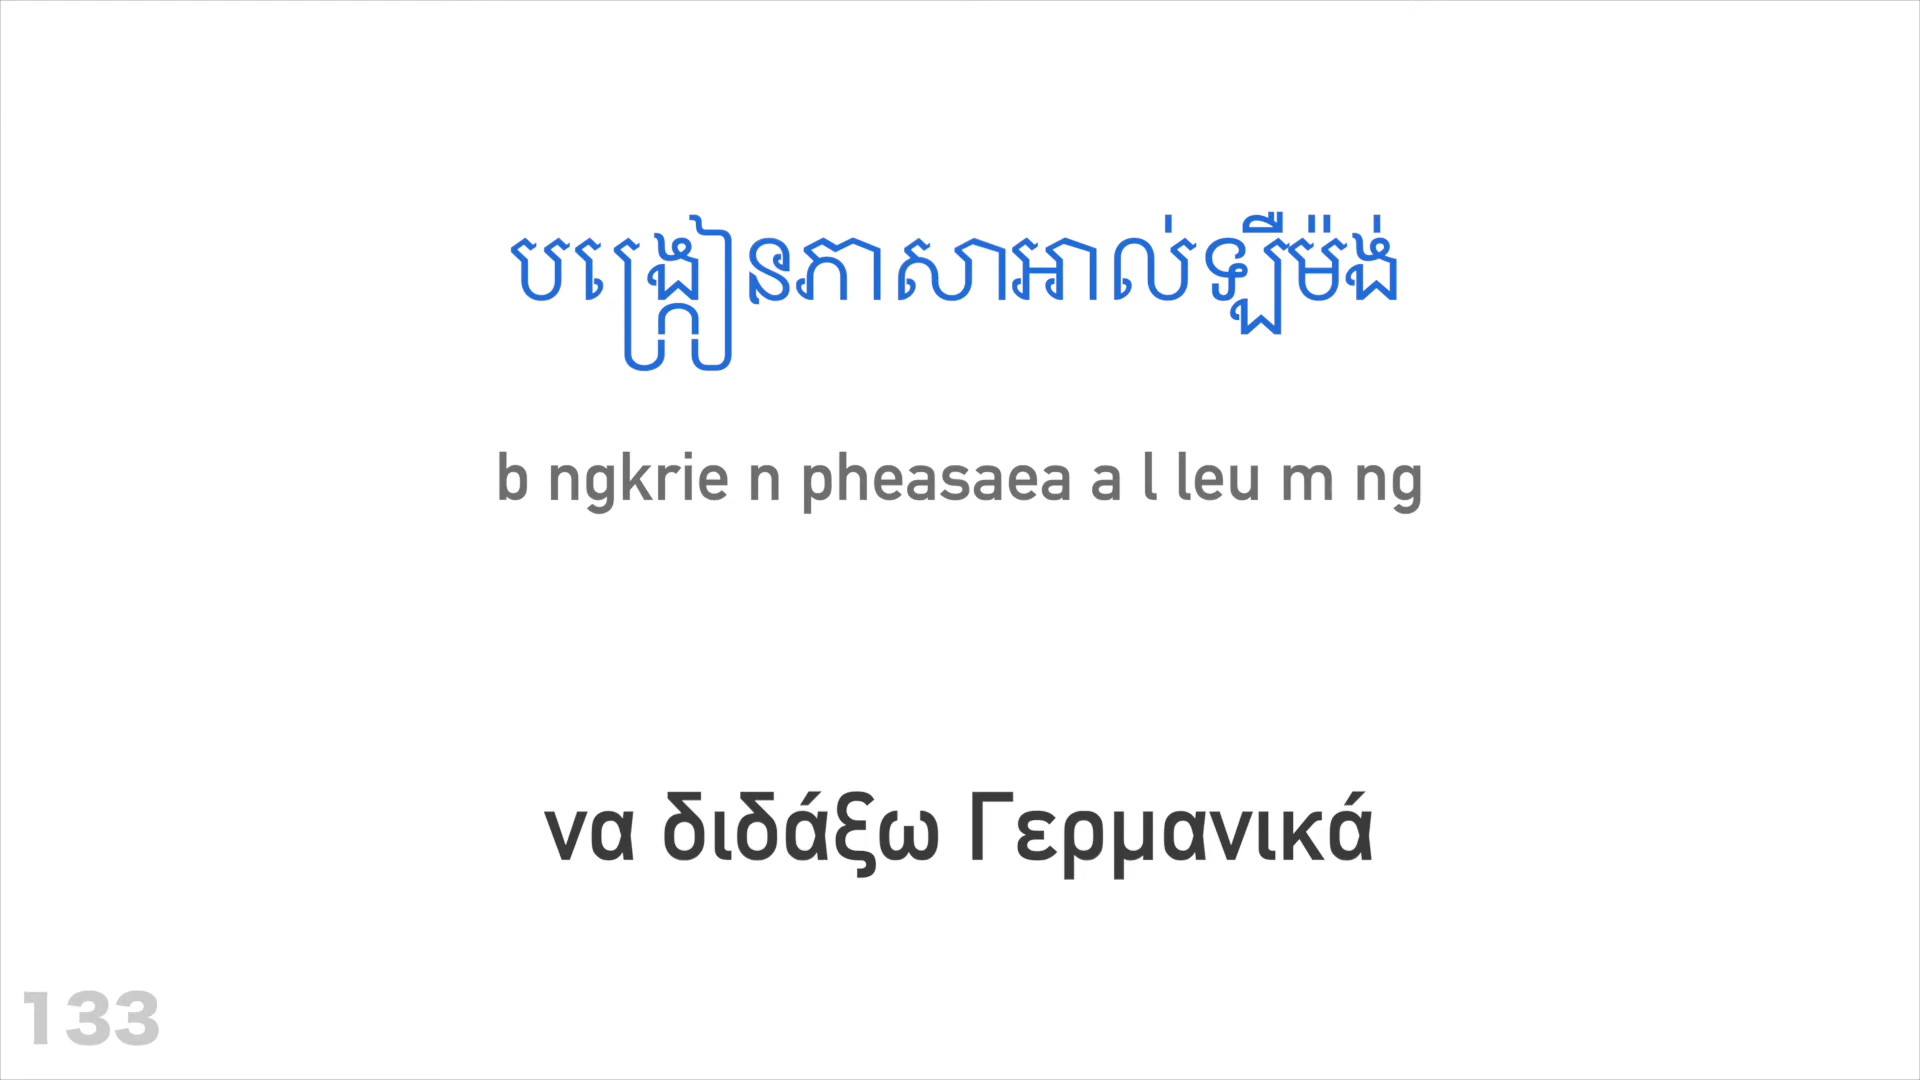 បង្រៀនភាសាអាល់ឡឺម៉ង់
b ngkrie n pheasaea a l leu m ng
να διδάξω Γερμανικά
133